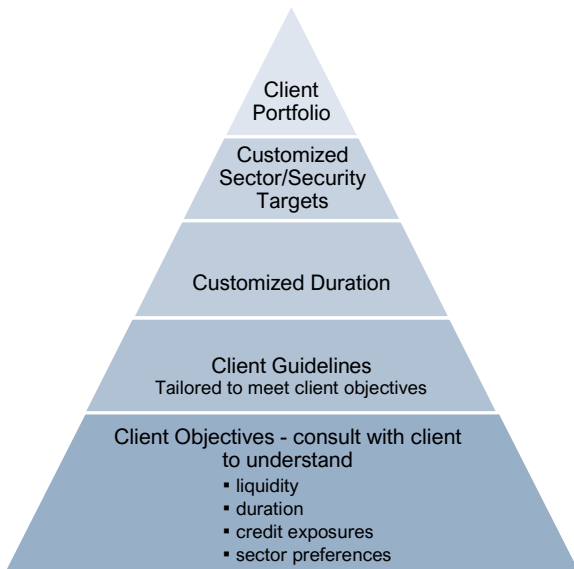 Client
Portfolio
Customized
Sector/Security
Targets
Customized Duration
Client Guidelines
Tailored to meet client objectives
Client Objectives - consult with client
to understand
▪ liquidity
▪ duration
▪ credit exposures
▪ sector preferences